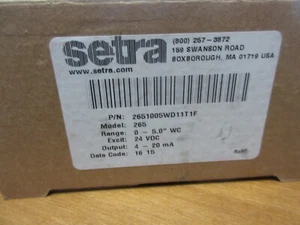 setra
www.setra.com
(800) 257-3872
159 SWANSON ROAD
BOXBOROUGH, MA 01719 USA
P/N: 2651005WD11T1F
Model: 265
Range: 0 - 5.0" WC
Excit: 24 VDC
Output: 4 - 20 mA
Date Code: 16 15